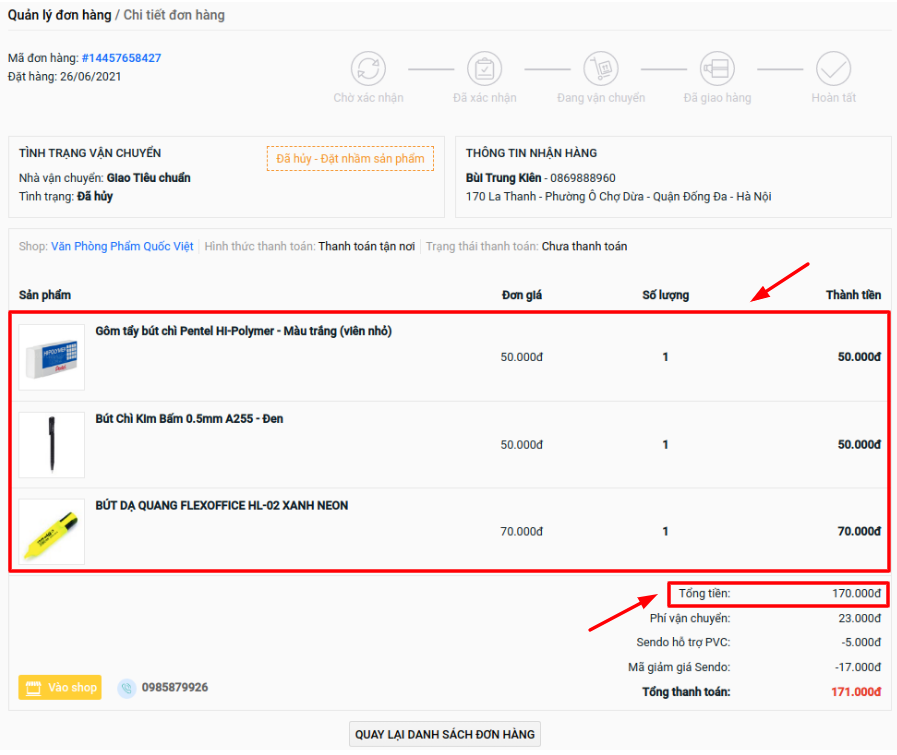 Quản lý đơn hàng / Chi tiết đơn hàng
Mã đơn hàng: #14457658427
Đặt hàng: 26/06/2021
Chờ xác nhận
Đã xác nhận
Đang vận chuyển
Đã giao hàng
Hoàn tất
TÌNH TRẠNG VẬN CHUYỂN
Đã hủy - Đặt nhầm sản phẩm
Nhà vận chuyển: Giao Tiêu chuẩn
Tình trạng: Đã hủy
THÔNG TIN NHẬN HÀNG
Bùi Trung Kiên - 0869888960
170 La Thanh - Phường Ô Chợ Dừa - Quận Đống Đa - Hà Nội
Shop: Văn Phòng Phẩm Quốc Việt | Hình thức thanh toán: Thanh toán tận nơi | Trạng thái thanh toán: Chưa thanh toán
Sản phẩm Đơn giá Số lượng Thành tiền
Gôm tẩy bút chì Pentel Hi-Polymer - Màu trắng (viên nhỏ)
HI-POLYMER
Pentel
50.000đ 1 50.000đ
Bút Chì Kim Bấm 0.5mm A255 - Đen
50.000đ 1 50.000đ
BÚT DẠ QUANG FLEXOFFICE HL-02 XANH NEON
70.000đ 1 70.000đ
Tổng tiền: 170.000đ
Phí vận chuyển: 23.000đ
Sendo hỗ trợ PVC: -5.000đ
Mã giảm giá Sendo: -17.000đ
Tổng thanh toán: 171.000đ
Vào shop
0985879926
QUAY LẠI DANH SÁCH ĐƠN HÀNG